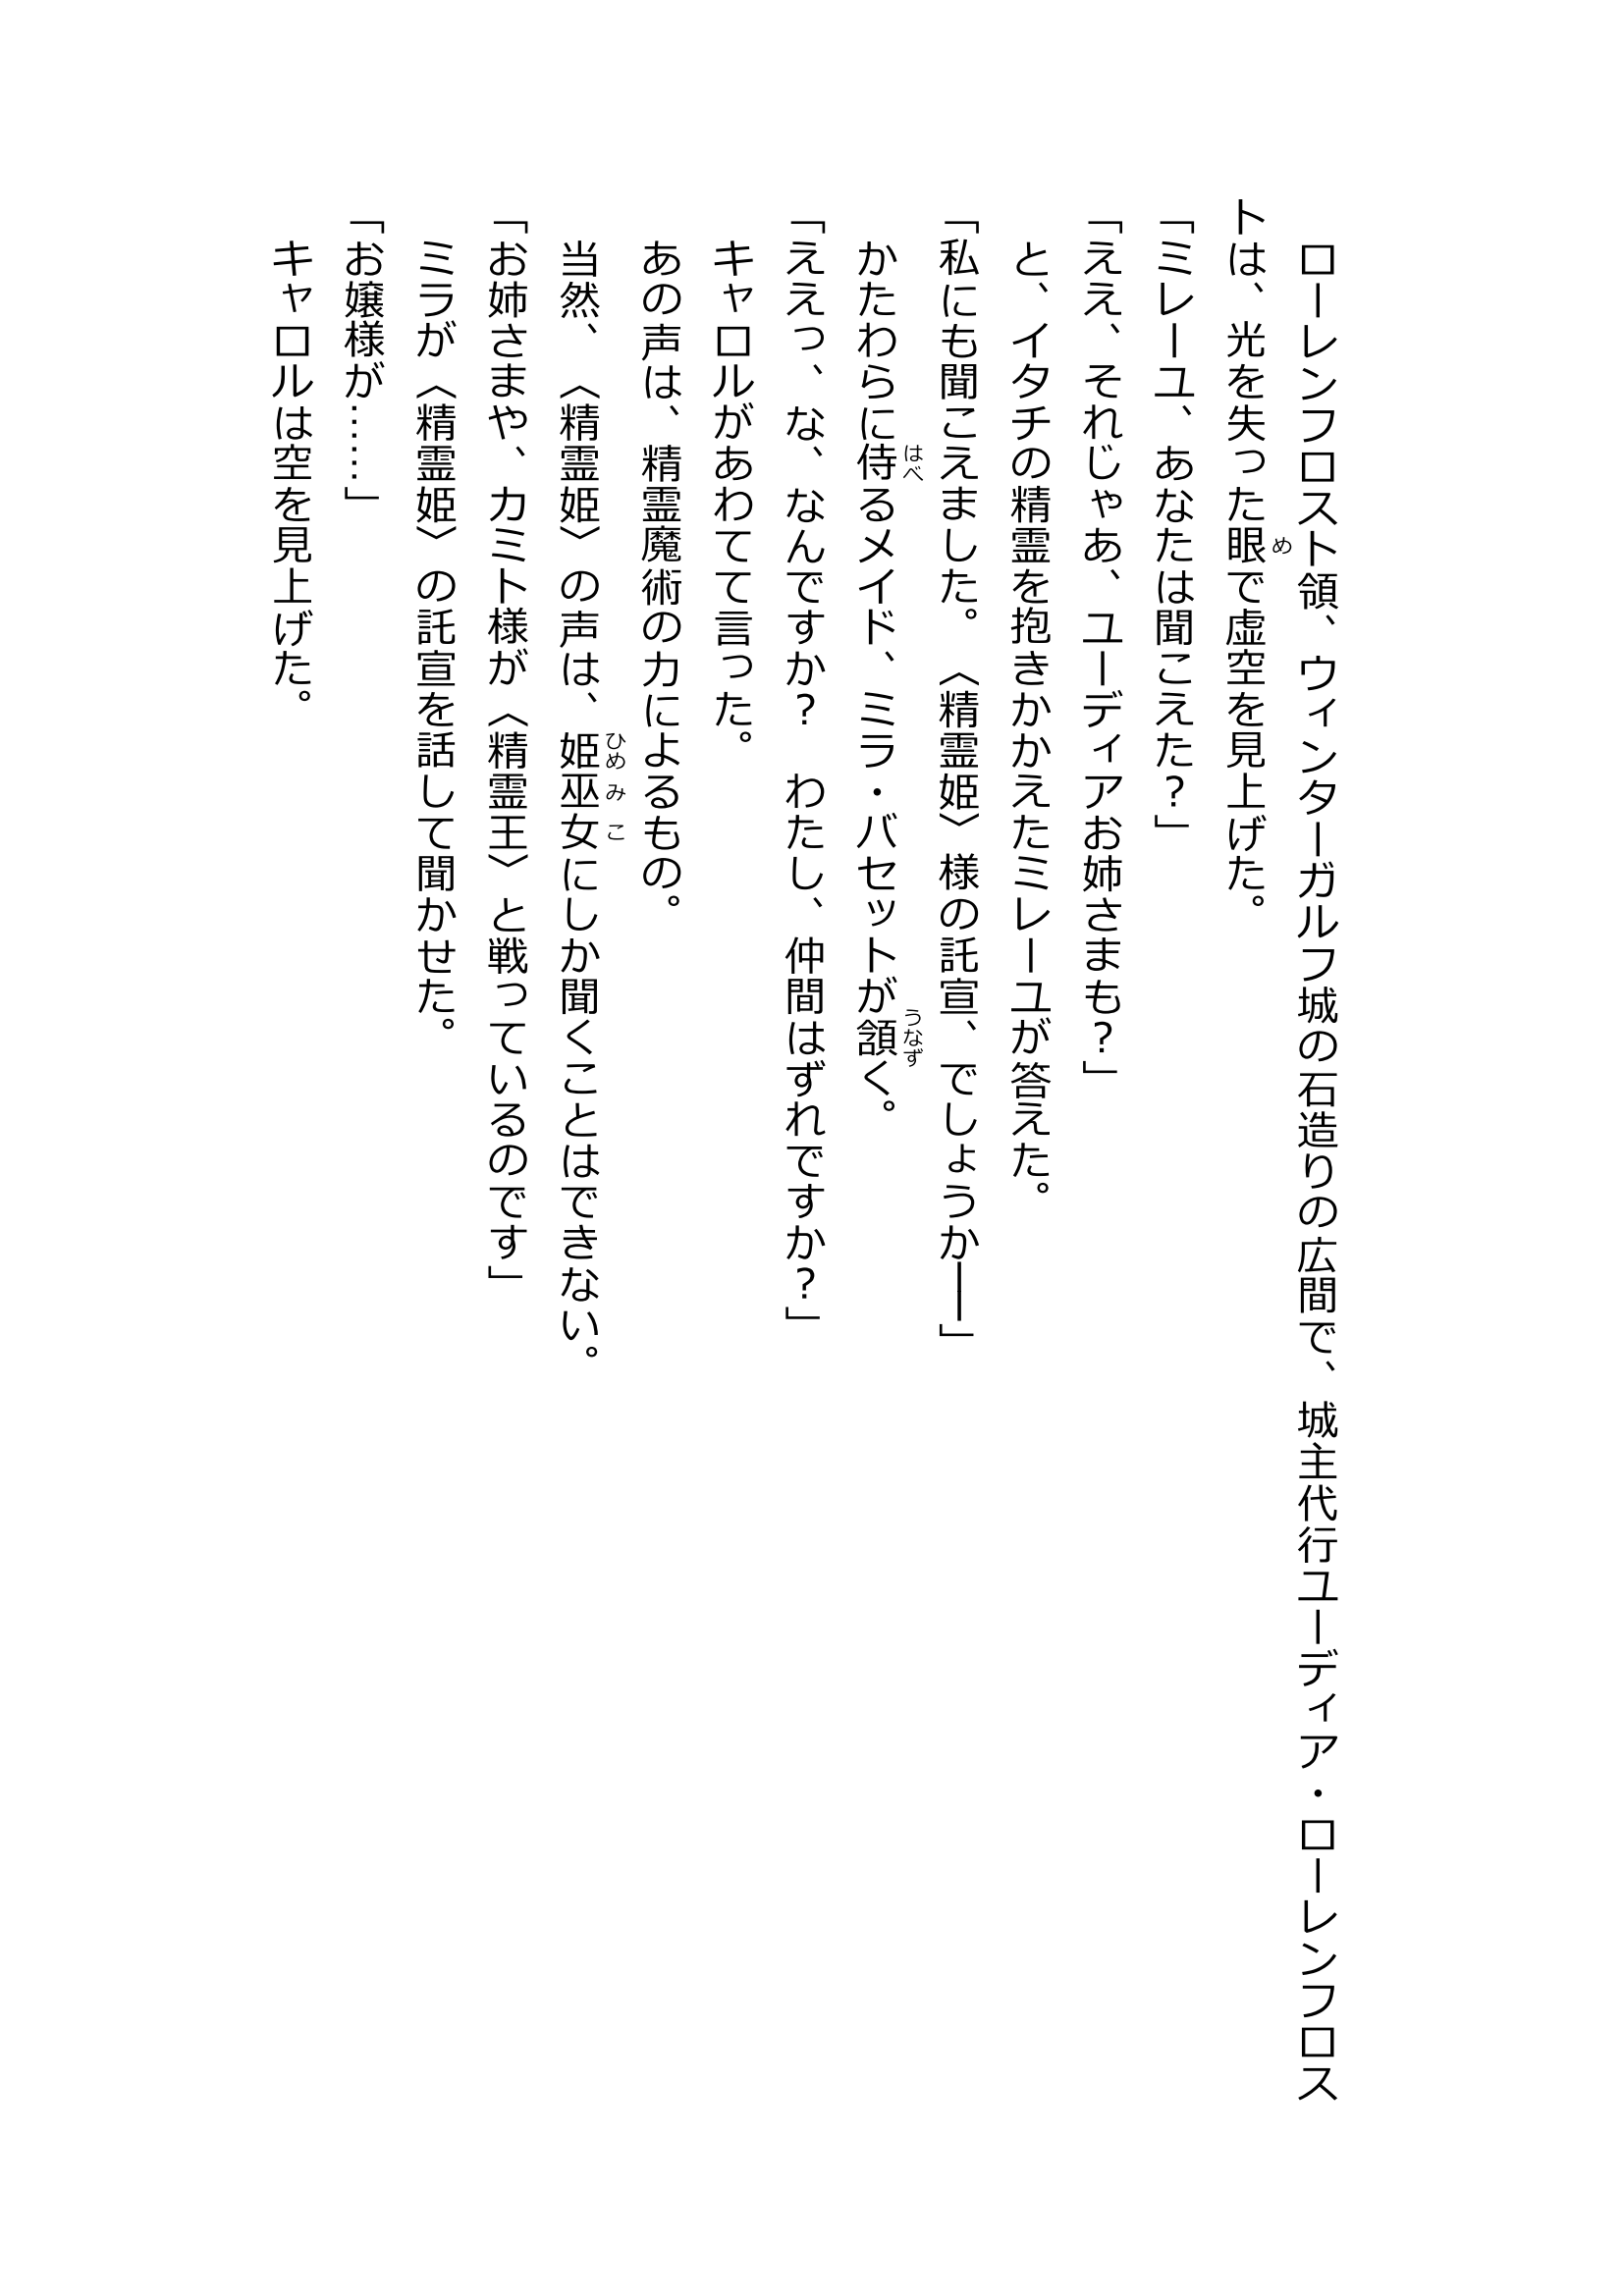 ローレンフロスト領、ウィンターガルフ城の石造りの広間で、城主代行ユーディア・ローレンフロス
トは、光を失った眼で虚空を見上げた。
「ミレーユ、あなたは聞こえた？」
「ええ、それじゃあ、ユーディアお姉さまも？」
　と、イタチの精霊を抱きかかえたミレーユが答えた。
「私にも聞こえました。〈精霊姫〉様の託宣、でしょうか――」
　かたわらに侍るメイド、ミラ・バセットが頷く。
「ええっ、な、なんですか？　わたし、仲間はずれですか？」
　キャロルがあわてて言った。
　あの声は、精霊魔術の力によるもの。
　当然、〈精霊姫〉の声は、姫巫女にしか聞くことはできない。
「お姉さまや、カミト様が〈精霊王〉と戦っているのです」
　ミラが〈精霊姫〉の託宣を話して聞かせた。
「お嬢様が……」
　キャロルは空を見上げた。